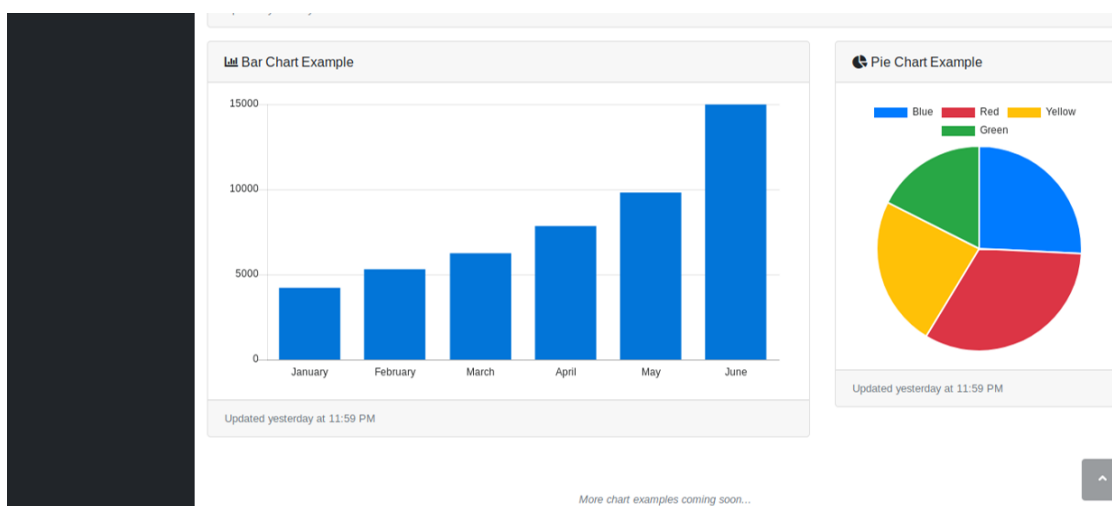 Bar Chart Example
15000
10000
5000
0
January February March April May June
Updated yesterday at 11:59 PM
Pie Chart Example
Blue Red Yellow
Green
Updated yesterday at 11:59 PM
More chart examples coming soon...